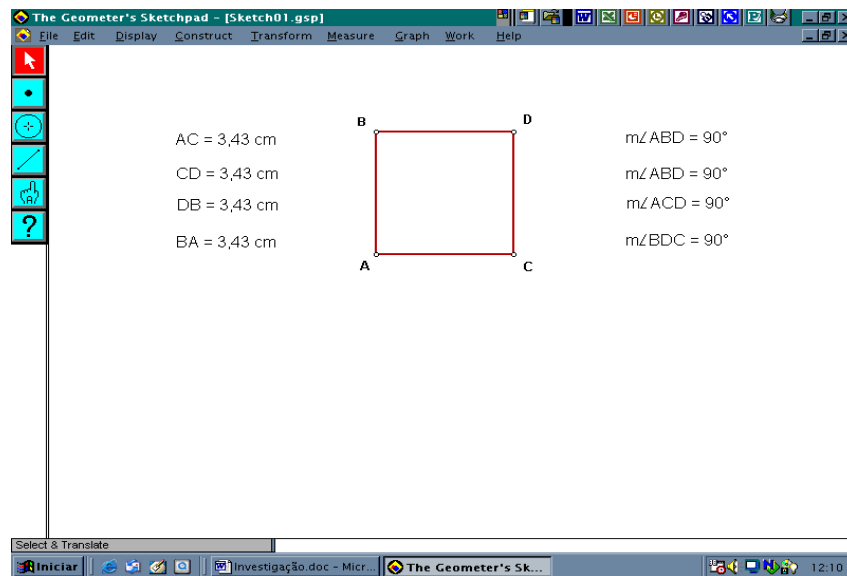 The Geometer's Sketchpad - [Sketch01.gsp]
File Edit Display Construct Transform Measure Graph Work Help
B D
AC = 3,43 cm
m∠ABD = 90°
CD = 3,43 cm
m∠ABD = 90°
DB = 3,43 cm
m∠ACD = 90°
BA = 3,43 cm
m∠BDC = 90°
A C
Select & Translate
Iniciar Investigação.doc - Micr... The Geometer's Sk... 12:10